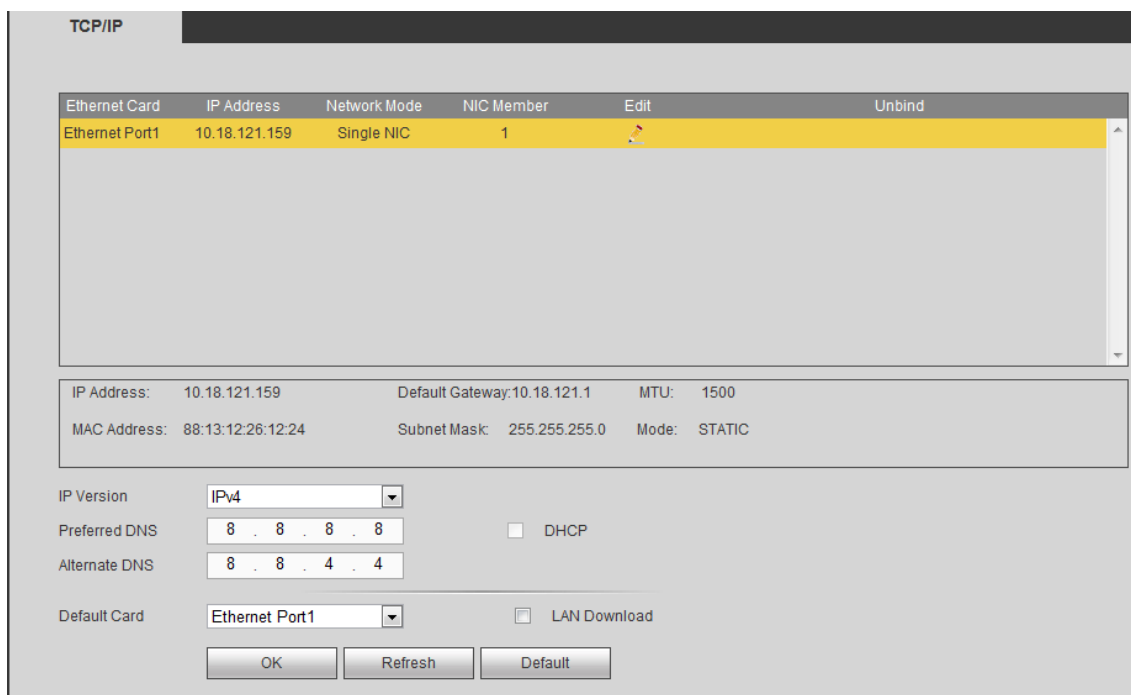 TCP/IP
Ethernet Card IP Address Network Mode NIC Member Edit Unbind
Ethernet Port1 10.18.121.159 Single NIC 1
IP Address: 10.18.121.159 Default Gateway:10.18.121.1 MTU: 1500
MAC Address: 88:13:12:26:12:24 Subnet Mask: 255.255.255.0 Mode: STATIC
IP Version IPv4
Preferred DNS 8 . 8 . 8 . 8 DHCP
Alternate DNS 8 . 8 . 4 . 4
Default Card Ethernet Port1 LAN Download
OK Refresh Default